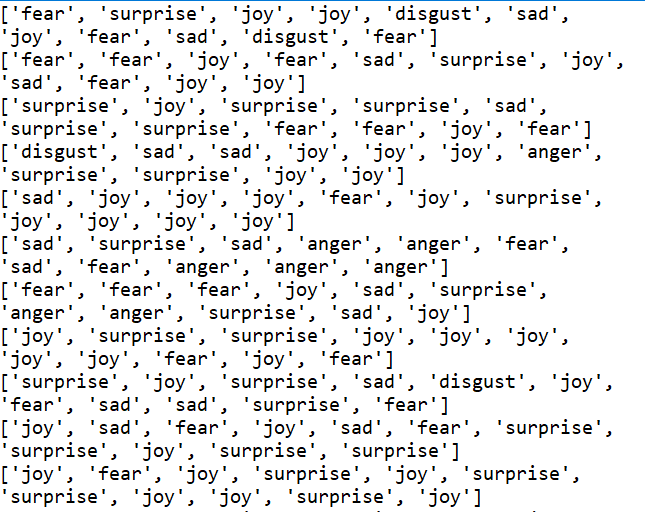 ['fear', 'surprise', 'joy', 'joy', 'disgust', 'sad',
'joy', 'fear', 'sad', 'disgust', 'fear']
['fear', 'fear', 'joy', 'fear', 'sad', 'surprise', 'joy',
'sad', 'fear', 'joy', 'joy']
['surprise', 'joy', 'surprise', 'surprise', 'sad',
'surprise', 'surprise', 'fear', 'fear', 'joy', 'fear']
['disgust', 'sad', 'sad', 'joy', 'joy', 'joy', 'anger',
'surprise', 'surprise', 'joy', 'joy']
['sad', 'joy', 'joy', 'joy', 'fear', 'joy', 'surprise',
'joy', 'joy', 'joy', 'joy']
['sad', 'surprise', 'sad', 'anger', 'anger', 'fear',
'sad', 'fear', 'anger', 'anger', 'anger']
['fear', 'fear', 'fear', 'joy', 'sad', 'surprise',
'anger', 'anger', 'surprise', 'sad', 'joy']
['joy', 'surprise', 'surprise', 'joy', 'joy', 'joy',
'joy', 'joy', 'fear', 'joy', 'fear']
['surprise', 'joy', 'surprise', 'sad', 'disgust', 'joy',
'fear', 'sad', 'sad', 'surprise', 'fear']
['joy', 'sad', 'fear', 'joy', 'sad', 'fear', 'surprise',
'surprise', 'joy', 'surprise', 'surprise']
['joy', 'fear', 'joy', 'surprise', 'joy', 'surprise',
'surprise', 'joy', 'joy', 'surprise', 'joy']